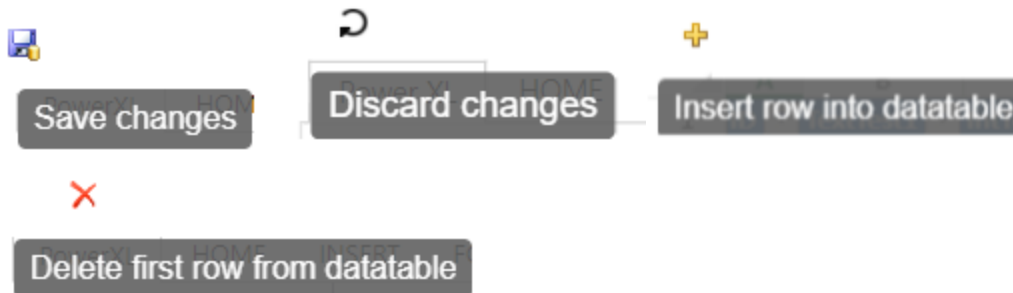 Save changes
Discard changes
Insert row into datatable
Delete first row from datatable